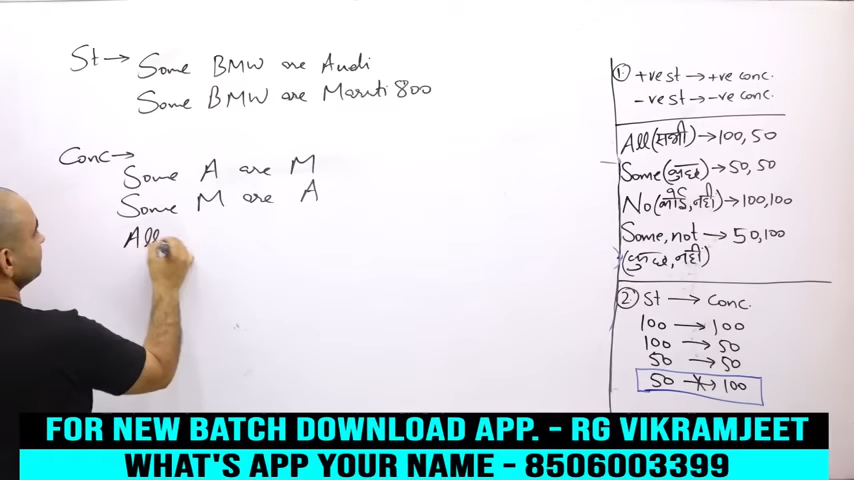 St → Some BMW are Audi
Some BMW are Maruti 800
Conc →
Some A are M
Some M are A
All
1. +ve st → +ve conc.
-ve st → -ve conc.
All (सभी) → 100, 50
Some (कुछ) → 50, 50
No (कोई, नहीं) → 100, 100
Some, not → 50, 100
(कुछ, नहीं)
2. St → Conc.
100 → 100
100 → 50
50 → 50
50 → 100
FOR NEW BATCH DOWNLOAD APP. - RG VIKRAMJEET
WHAT'S APP YOUR NAME - 8506003399